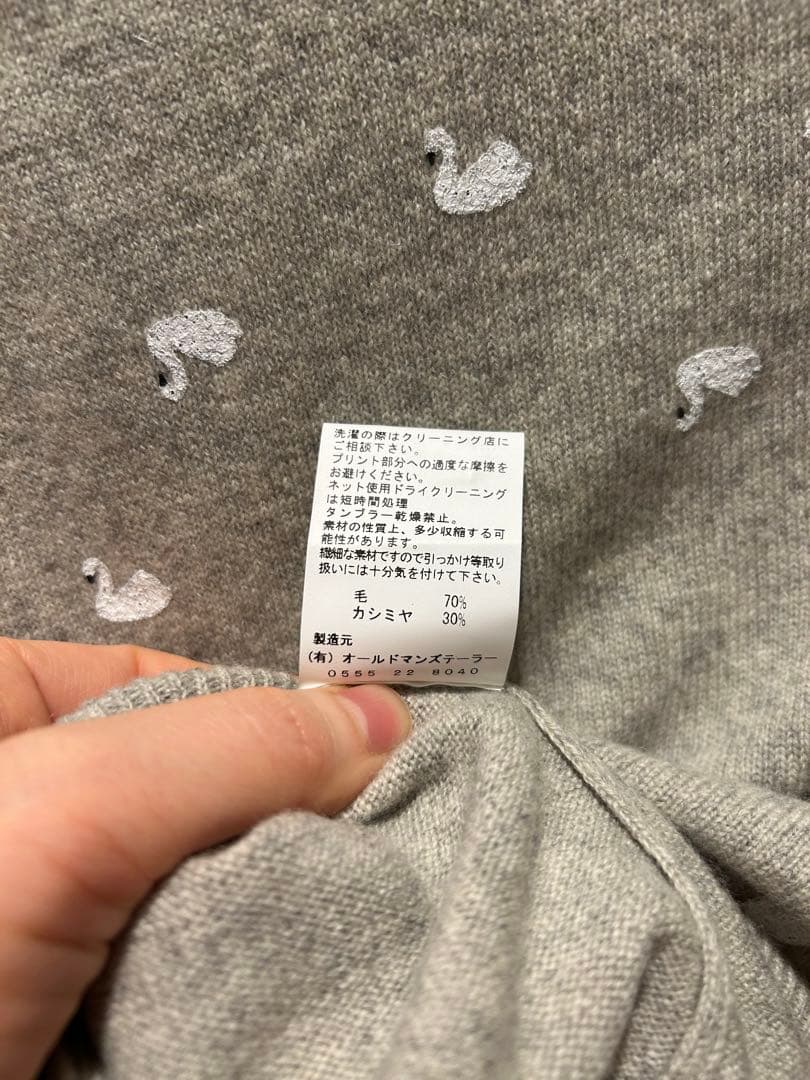 洗濯の際はクリーニング店に
ご相談下さい。
プリント部分への過度な摩擦を
お避けください。
ネット使用ドライクリーニング
は短時間処理
タンブラー乾燥禁止。
素材の性質上、多少収縮する可
能性があります。
繊細な素材ですので引っかけ等取り
扱いには十分気を付けて下さい。
毛 70%
カシミヤ 30%
製造元
(有) オールドマンズテーラー
0555 22 8040